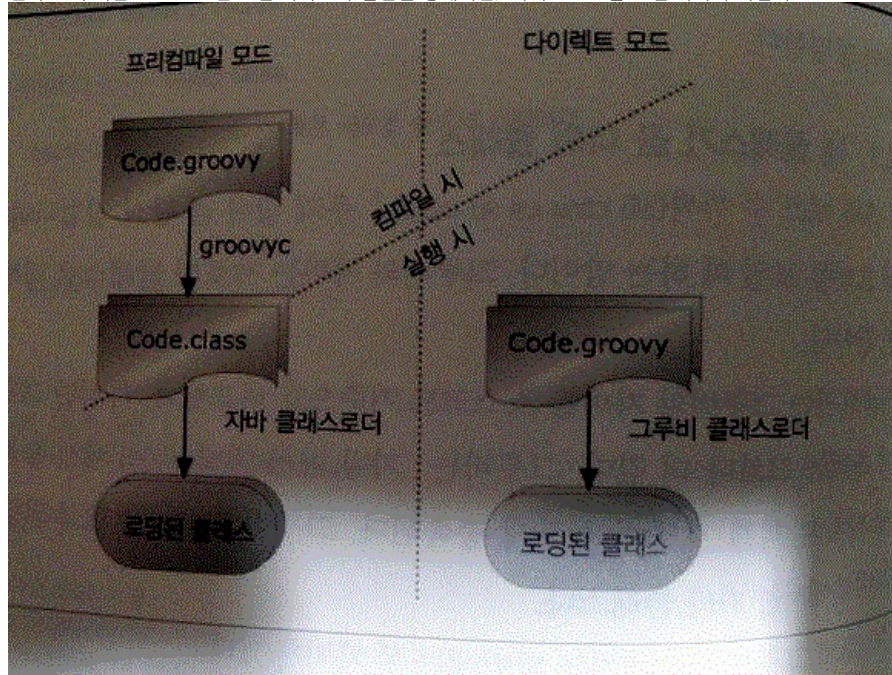 프리컴파일 모드
다이렉트 모드
Code.groovy
컴파일 시
groovyc
실행 시
Code.class
Code.groovy
자바 클래스로더
그루비 클래스로더
로딩된 클래스
로딩된 클래스